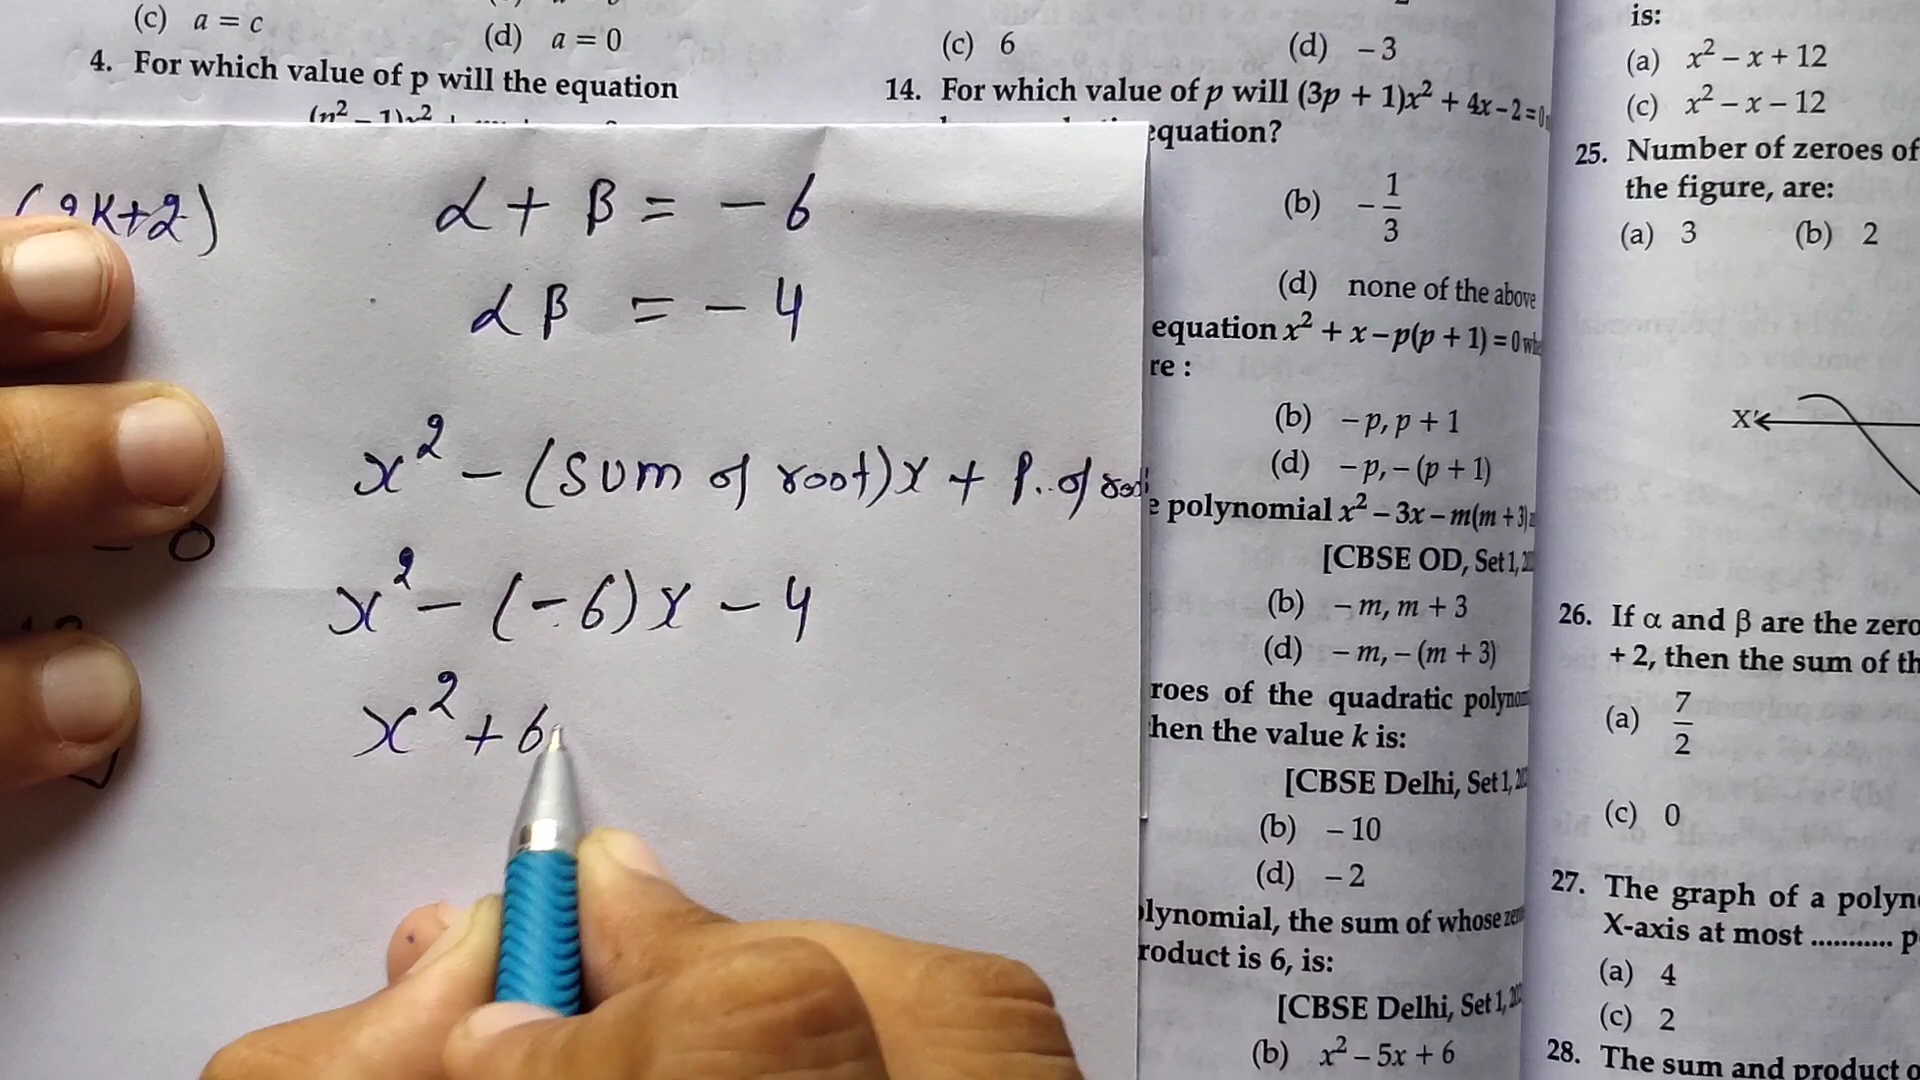 (c) a = c
(d) a = 0
4. For which value of p will the equation
(2K+2)
α + β = - 6
αβ = - 4
x² - (Sum of root)x + P. of root
x² - (-6)x - 4
x² + 6
(c) 6
(d) - 3
14. For which value of p will (3p + 1)x² + 4x - 2 = 0
equation?
(b) - 1/3
(d) none of the above
equation x² + x - p(p + 1) = 0
re :
(b) - p, p + 1
(d) - p, - (p + 1)
polynomial x² - 3x - m(m + 3)
[CBSE OD, Set 1,
(b) - m, m + 3
(d) - m, - (m + 3)
roes of the quadratic
hen the value k is:
[CBSE Delhi, Set 1,
(b) - 10
(d) - 2
lynomial, the sum of whose
roduct is 6, is:
[CBSE Delhi, Set 1,
(b) x² - 5x + 6
is:
(a) x² - x + 12
(c) x² - x - 12
25. Number of zeroes of
the figure, are:
(a) 3 (b) 2
X'
26. If α and β are the zero
+ 2, then the sum of th
(a) 7/2
(c) 0
27. The graph of a polyn
X-axis at most ............ p
(a) 4
(c) 2
28. The sum and product o